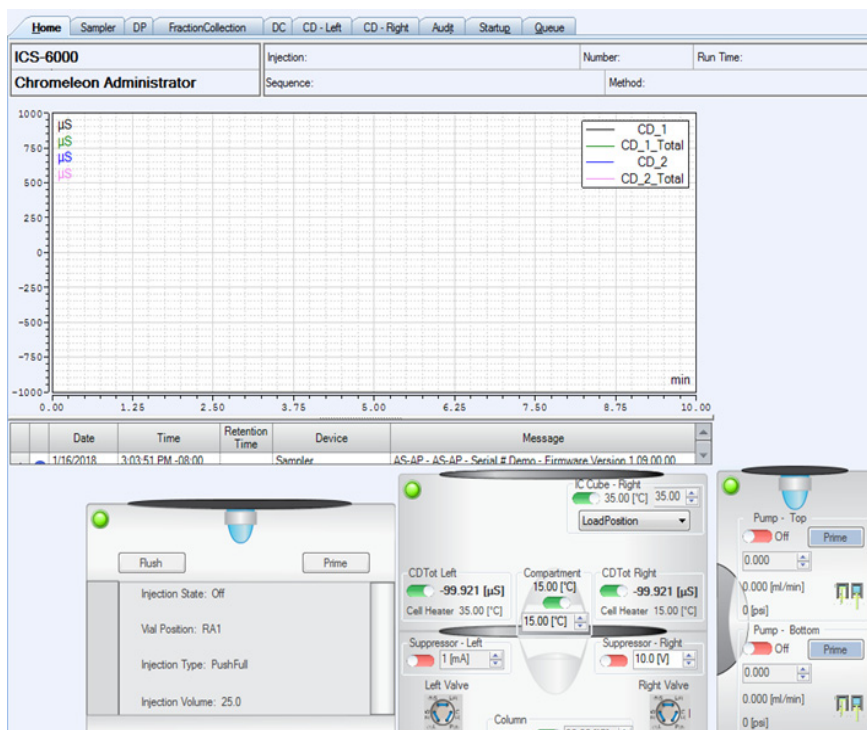 Home Sampler DP FractionCollection DC CD - Left CD - Right Audit Startup Queue
ICS-6000 Injection: Number: Run Time:
Chromeleon Administrator Sequence: Method:
1000 µS CD_1
µS CD_1_Total
750 µS CD_2
µS CD_2_Total
500
250
0
-250
-500
-750
min
-1000
0.00 1.25 2.50 3.75 5.00 6.25 7.50 8.75 10.00
Date Time Retention Time Device Message
1/16/2018 3:03:51 PM -08:00 Sampler AS-AP - AS-AP - Serial # Demo - Firmware Version 1.09.00.00
Flush Prime
Injection State: Off
Vial Position: RA1
Injection Type: PushFull
Injection Volume: 25.0
IC Cube - Right
35.00 [°C] 35.00
LoadPosition
CDTot Left Compartment CDTot Right
-99.921 [µS] 15.00 [°C] -99.921 [µS]
Cell Heater 35.00 [°C] 15.00 [°C] Cell Heater 15.00 [°C]
Suppressor - Left Suppressor - Right
1 [mA] 10.0 [V]
Left Valve Right Valve
Column
Pump - Top
Off Prime
0.000
0.000 [ml/min]
0 [psi]
Pump - Bottom
Off Prime
0.000
0.000 [ml/min]
0 [psi]